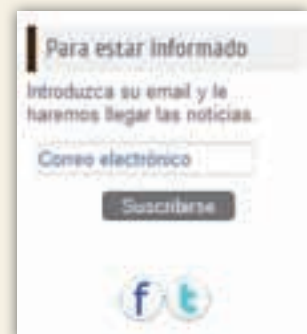 Para estar Informado
Introduzca su email y le
haremos llegar las noticias.
Correo electrónico
Suscribirse
f t